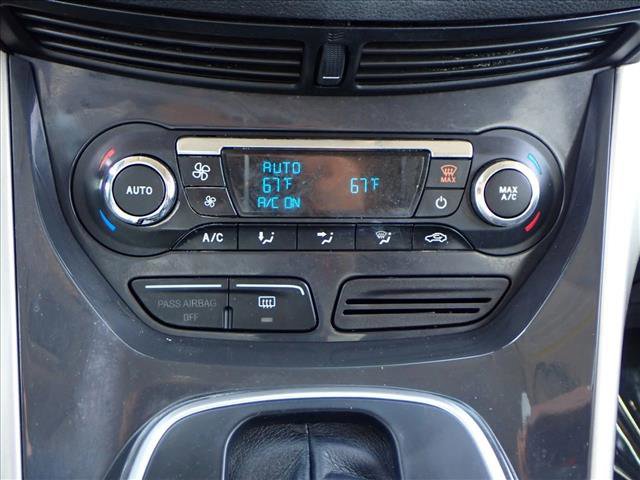 AUTO
67°F 67°F
A/C ON
MAX
AUTO
MAX
A/C
A/C
PASS AIRBAG
OFF